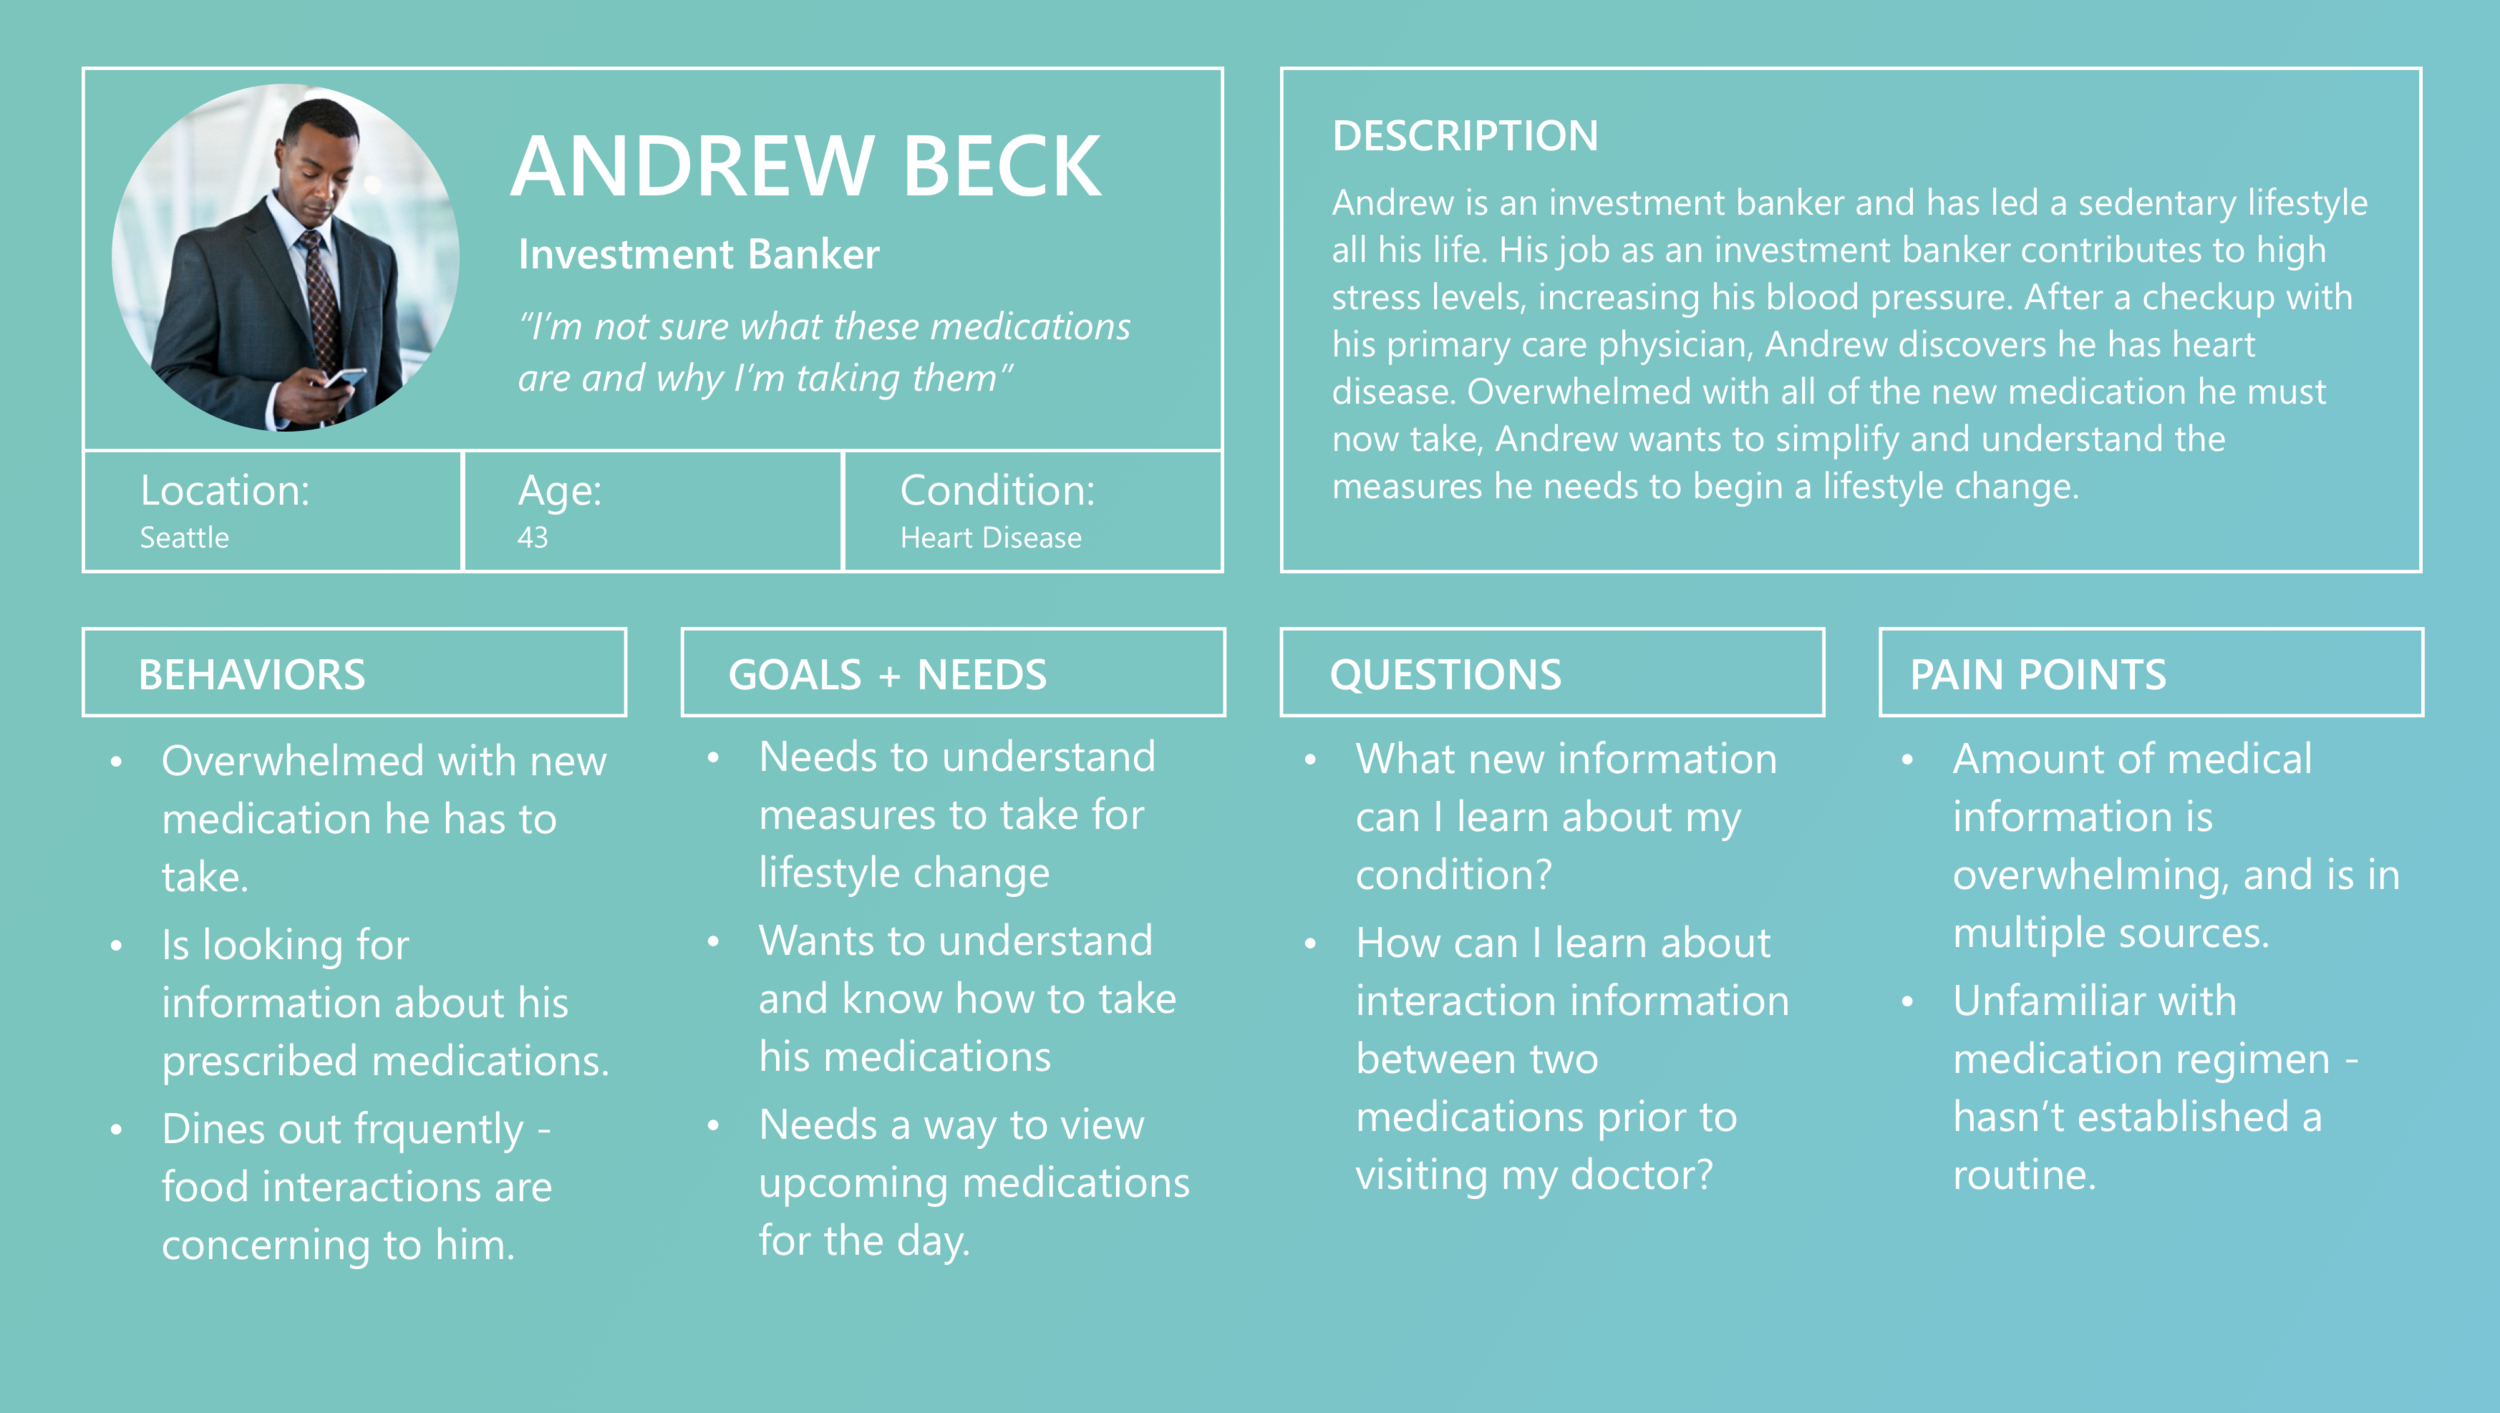 ANDREW BECK
Investment Banker
“I’m not sure what these medications
are and why I’m taking them”
Location:
Seattle
Age:
43
Condition:
Heart Disease
DESCRIPTION
Andrew is an investment banker and has led a sedentary lifestyle
all his life. His job as an investment banker contributes to high
stress levels, increasing his blood pressure. After a checkup with
his primary care physician, Andrew discovers he has heart
disease. Overwhelmed with all of the new medication he must
now take, Andrew wants to simplify and understand the
measures he needs to begin a lifestyle change.
BEHAVIORS
• Overwhelmed with new
medication he has to
take.
• Is looking for
information about his
prescribed medications.
• Dines out frquently -
food interactions are
concerning to him.
GOALS + NEEDS
• Needs to understand
measures to take for
lifestyle change
• Wants to understand
and know how to take
his medications
• Needs a way to view
upcoming medications
for the day.
QUESTIONS
• What new information
can I learn about my
condition?
• How can I learn about
interaction information
between two
medications prior to
visiting my doctor?
PAIN POINTS
• Amount of medical
information is
overwhelming, and is in
multiple sources.
• Unfamiliar with
medication regimen -
hasn’t established a
routine.